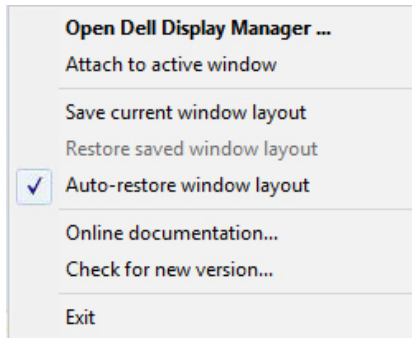 Open Dell Display Manager ...
Attach to active window
Save current window layout
Restore saved window layout
Auto-restore window layout
Online documentation...
Check for new version...
Exit